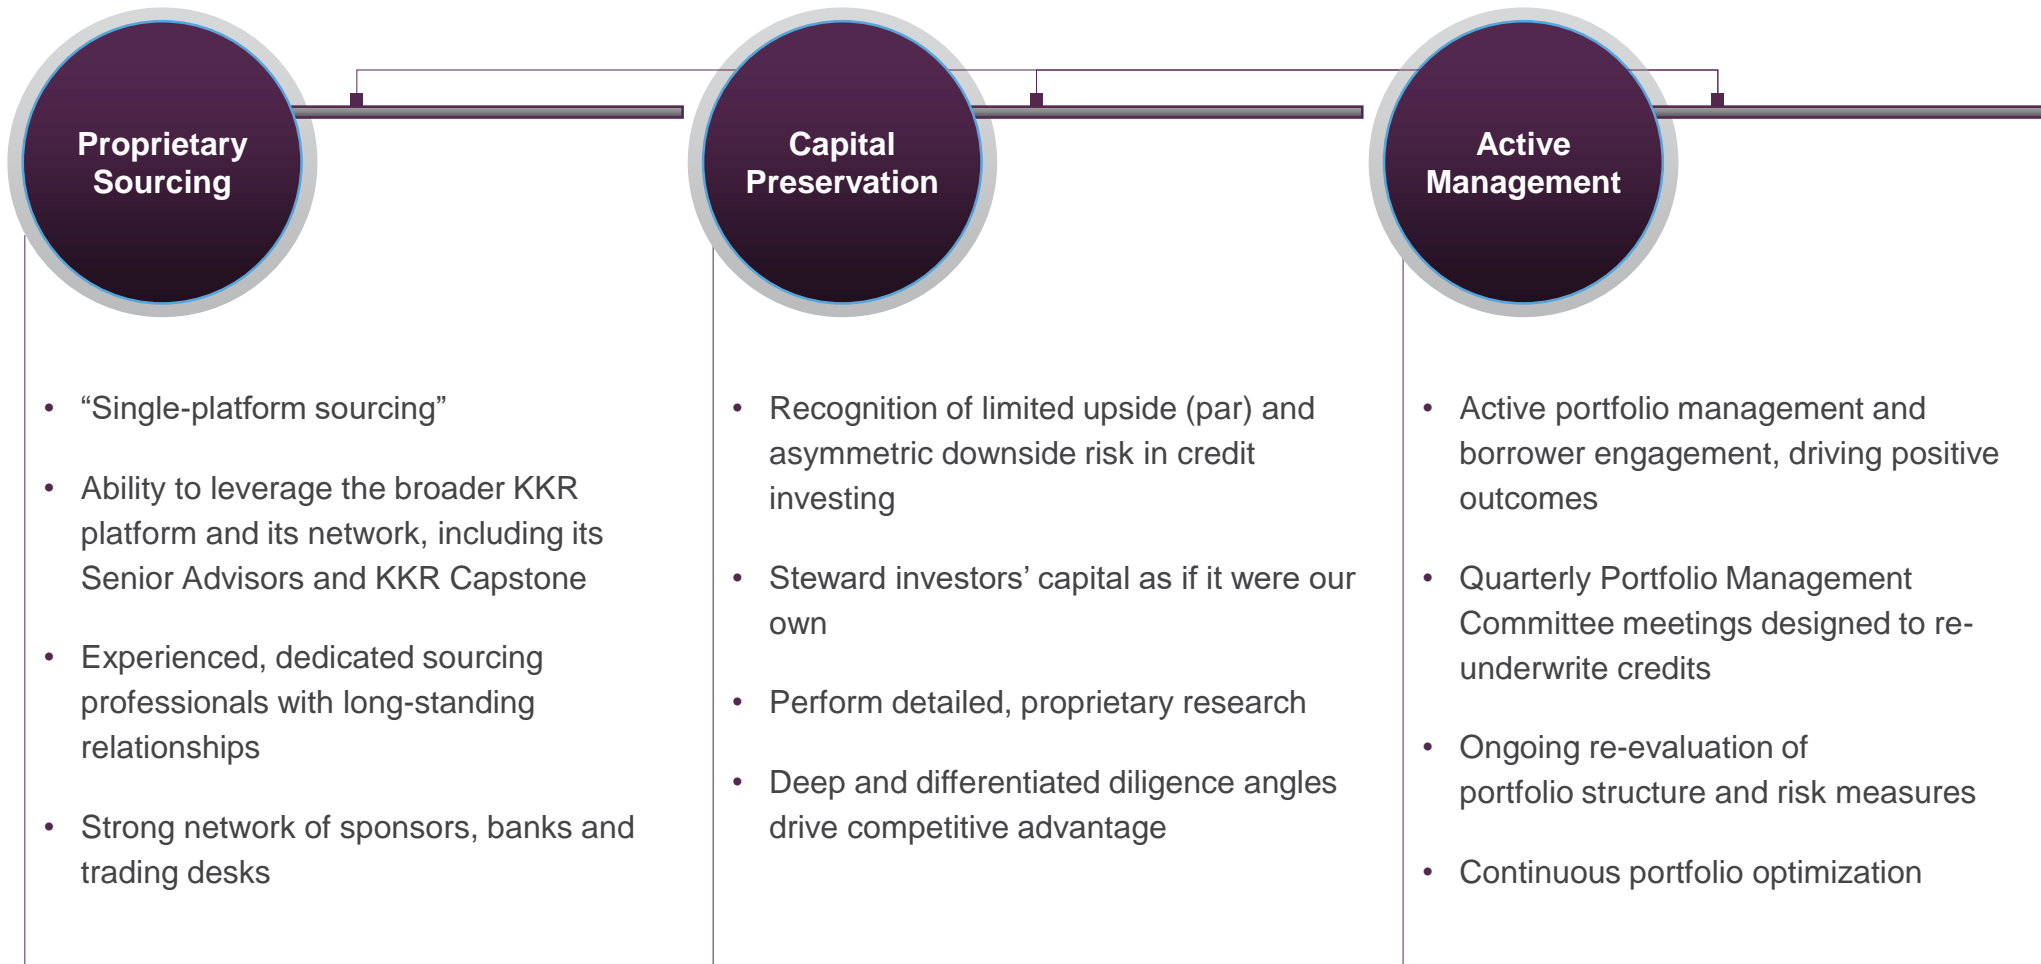 Proprietary
Sourcing
• “Single-platform sourcing”
• Ability to leverage the broader KKR
platform and its network, including its
Senior Advisors and KKR Capstone
• Experienced, dedicated sourcing
professionals with long-standing
relationships
• Strong network of sponsors, banks and
trading desks
Capital
Preservation
• Recognition of limited upside (par) and
asymmetric downside risk in credit
investing
• Steward investors’ capital as if it were our
own
• Perform detailed, proprietary research
• Deep and differentiated diligence angles
drive competitive advantage
Active
Management
• Active portfolio management and
borrower engagement, driving positive
outcomes
• Quarterly Portfolio Management
Committee meetings designed to re-
underwrite credits
• Ongoing re-evaluation of
portfolio structure and risk measures
• Continuous portfolio optimization